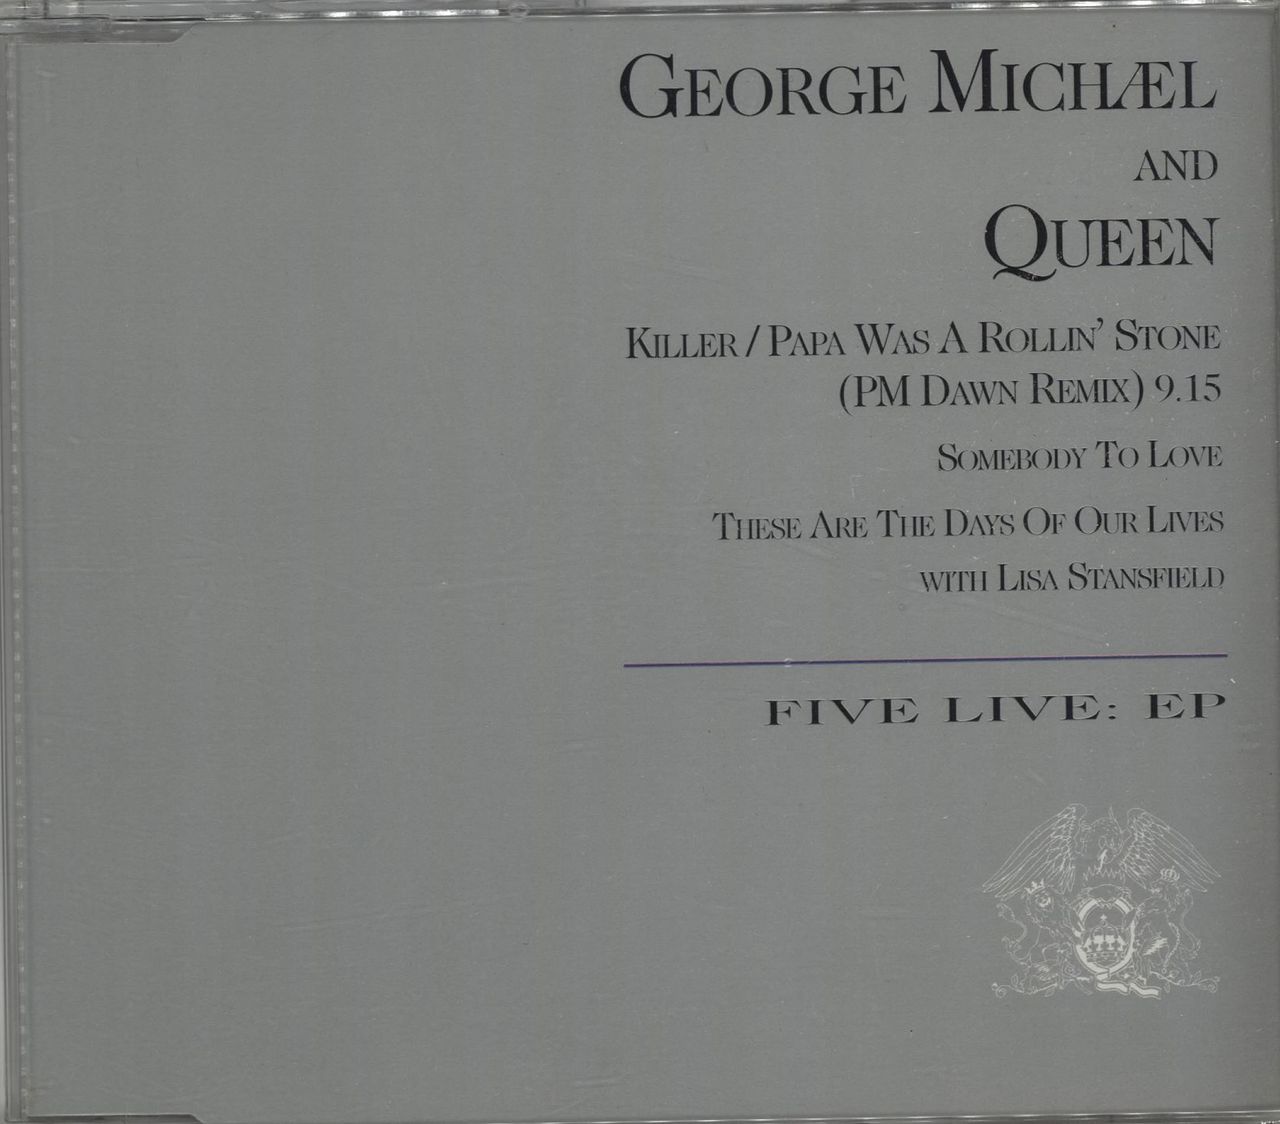 GEORGE MICHÆL
AND
QUEEN
KILLER / PAPA WAS A ROLLIN' STONE
(PM DAWN REMIX) 9.15
SOMEBODY TO LOVE
THESE ARE THE DAYS OF OUR LIVES
WITH LISA STANSFIELD
FIVE LIVE: EP